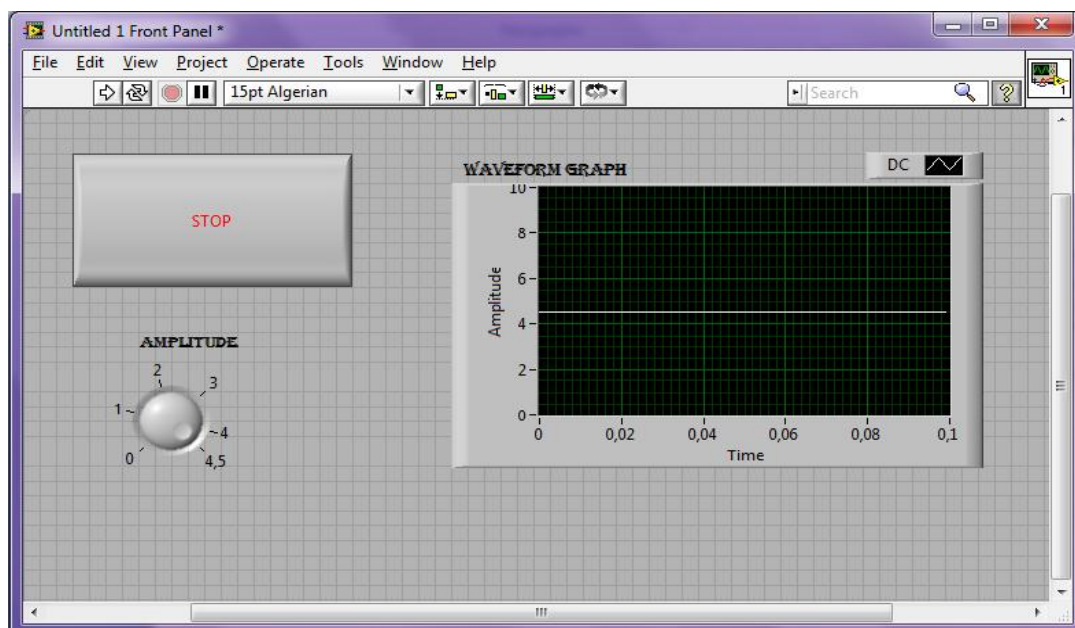 Untitled 1 Front Panel *
File Edit View Project Operate Tools Window Help
15pt Algerian
Search
1
STOP
WAVEFORM GRAPH
DC
10
8
6
4
2
0
Amplitude
0 0,02 0,04 0,06 0,08 0,1
Time
AMPLITUDE
0
1
2
3
4
4,5